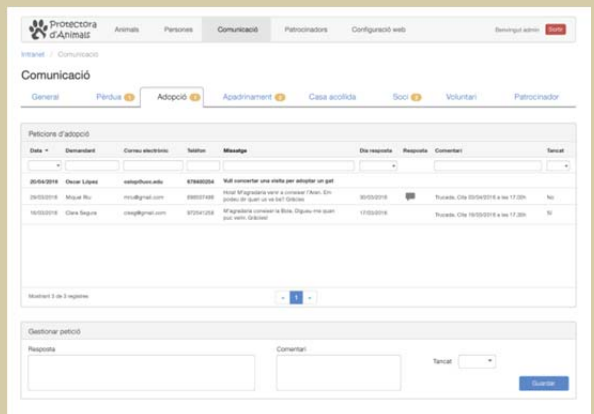 Protectora
d'Animals
Animals Persones Comunicació Patrocinadors Configuració web Benvingut admin Sortir
Intranet / Comunicació
Comunicació
General Pèrdua 1 Adopció 1 Apadrinament Casa acollida Soci Voluntari Patrocinador
Peticions d'adopció
Data Demandant Correu electrònic Telèfon Missatge Dia resposta Resposta Comentari Tancat
20/04/2016 Oscar López Vull concertar una visita per adoptar un gat
29/03/2016 Miquel Riu Hola! M'agradaria venir a conèixer l'Aran. Em
podeu dir quan us va bé? Gràcies 30/03/2016 Trucada. Cita 03/04/2016 a les 17.00h No
16/03/2016 Clara Segura M'agradaria conèixer la Bola. Digueu-me quan
puc venir. Gràcies! 17/03/2016 Trucada. Cita 19/03/2016 a les 17.30h Sí
Mostrant 3 de 3 registres « 1 »
Gestionar petició
Resposta Comentari
Tancat
Guardar